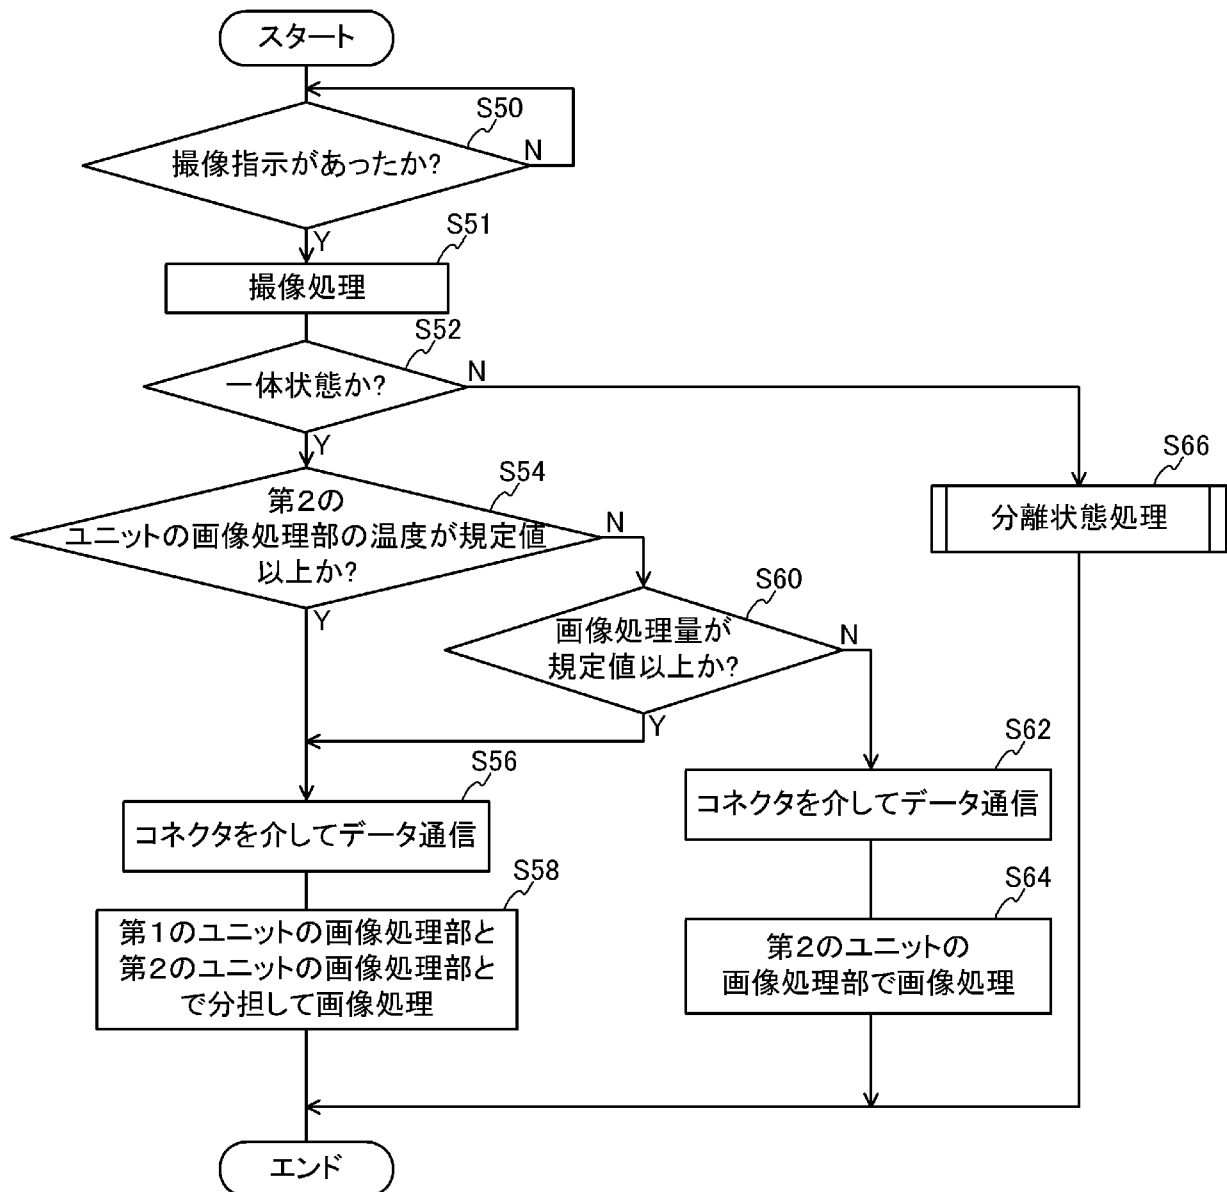 スタート
S50
撮像指示があったか?
N
Y
S51
撮像処理
S52
一体状態か?
N
Y
S54
第2の
ユニットの画像処理部の温度が規定値
以上か?
N
Y
S66
分離状態処理
S60
画像処理量が
規定値以上か?
N
Y
S56
コネクタを介してデータ通信
S62
コネクタを介してデータ通信
S58
第1のユニットの画像処理部と
第2のユニットの画像処理部と
で分担して画像処理
S64
第2のユニットの
画像処理部で画像処理
エンド